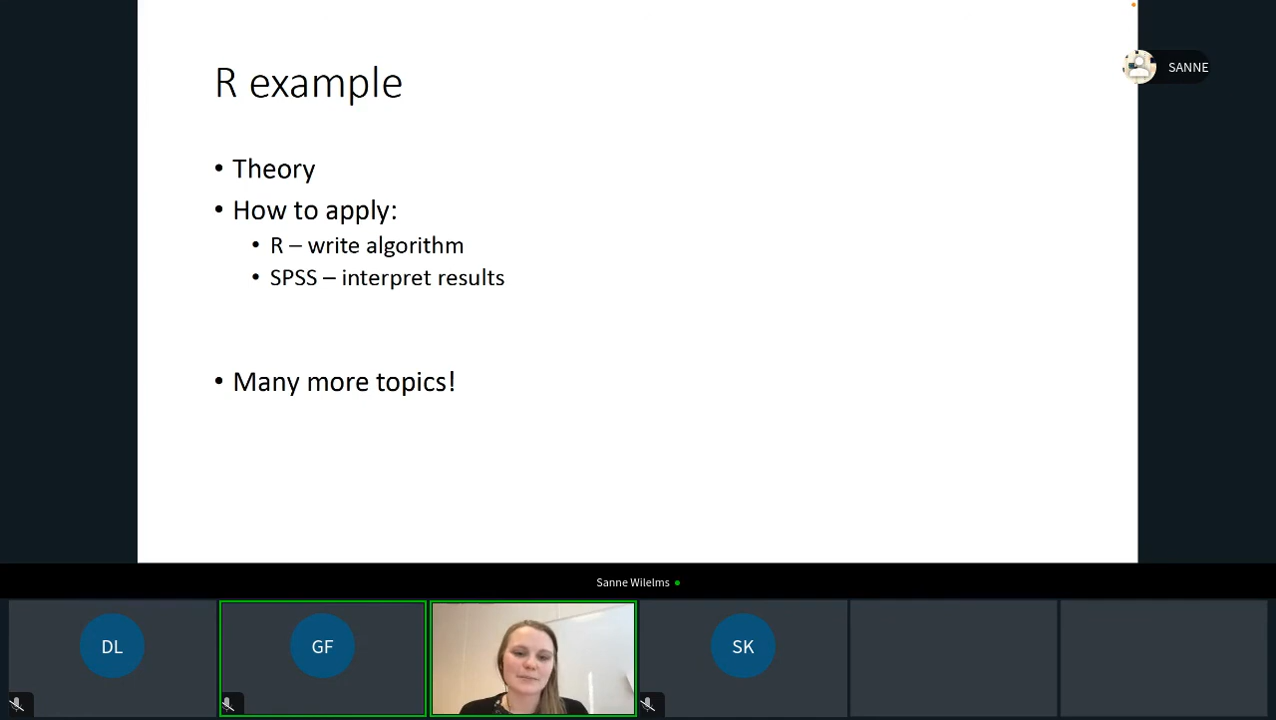 R example
SANNE
• Theory
• How to apply:
• R – write algorithm
• SPSS – interpret results
• Many more topics!
Sanne Wilelms
DL
GF
SK